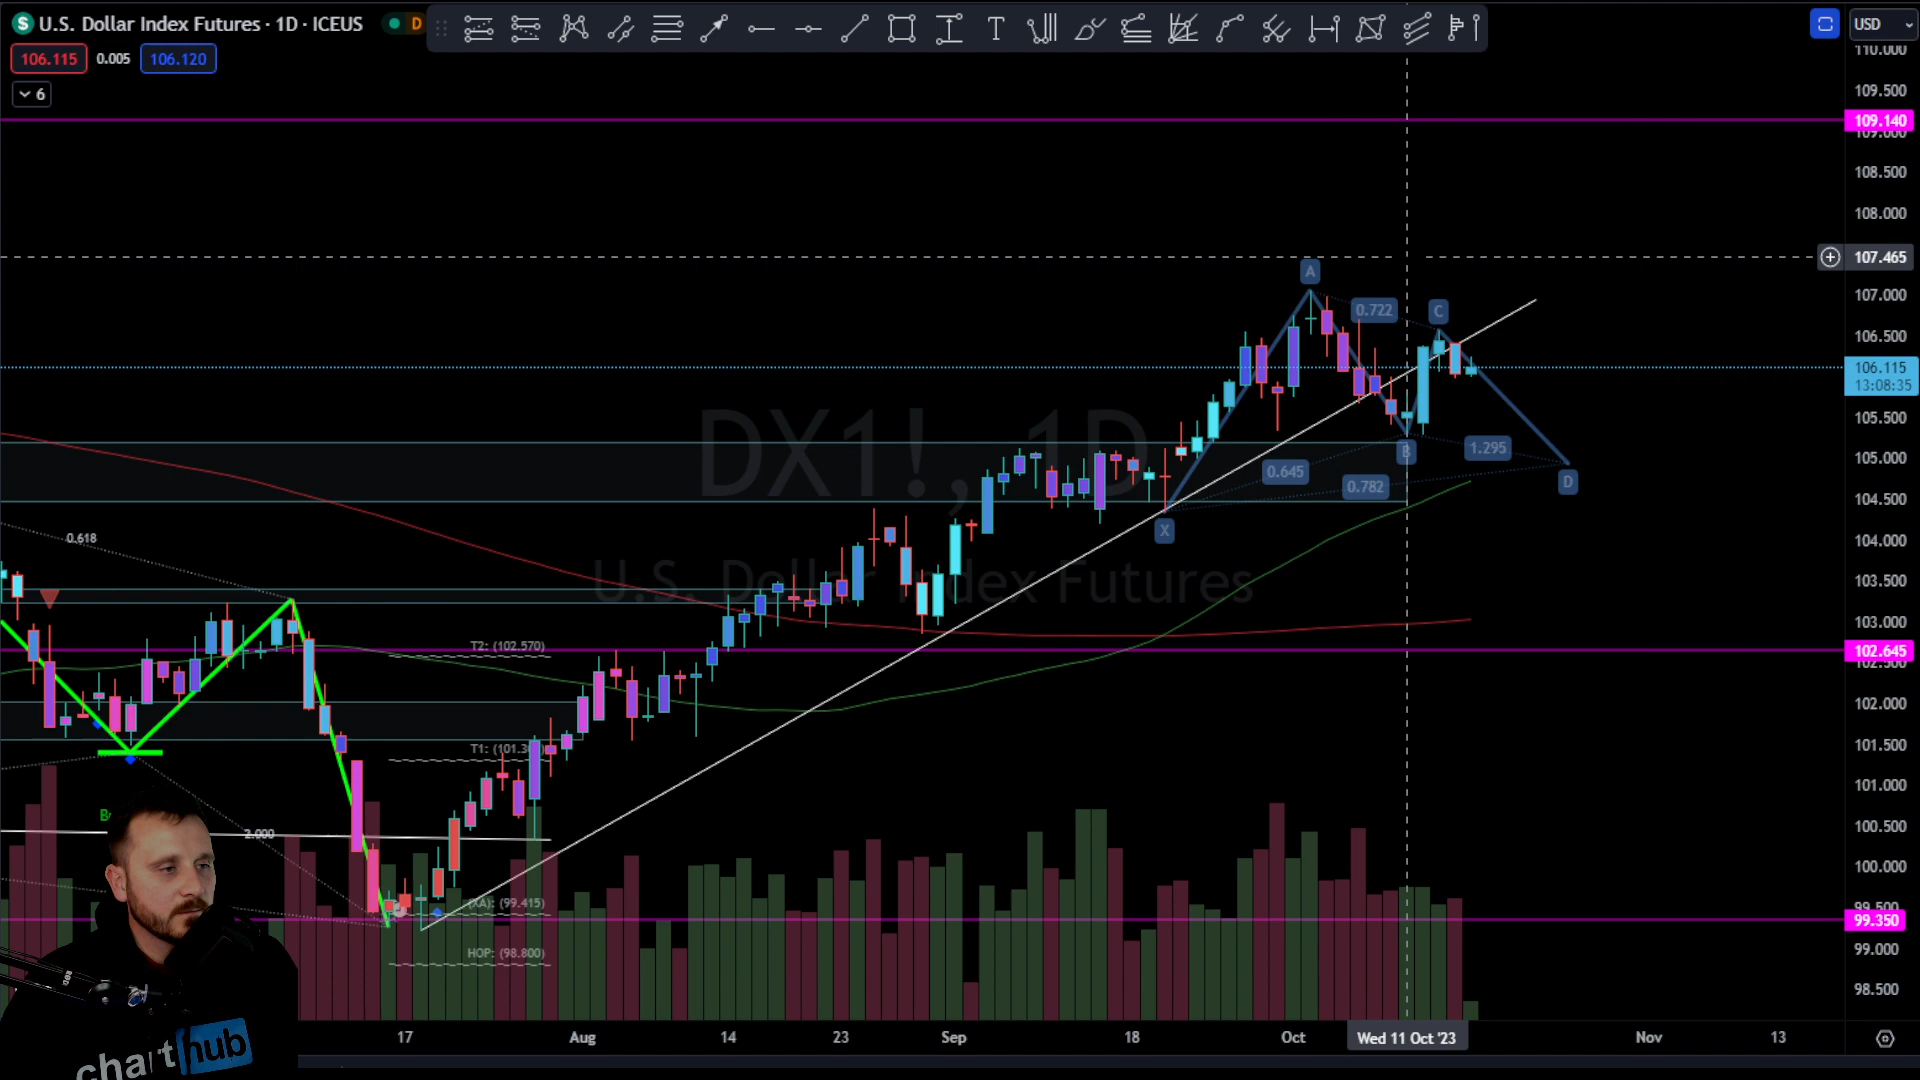 $ U.S. Dollar Index Futures · 1D · ICEUS D
USD
106.115 0.005 106.120
6
110.000
109.500
109.140
109.000
108.500
108.000
107.465
107.000
106.500
106.115
13:08:35
105.500
105.000
104.500
104.000
103.500
103.000
102.645
102.500
102.000
101.500
101.000
100.500
100.000
99.500
99.350
99.000
98.500
A
0.722
C
B
1.295
0.645
0.782
D
X
DX1!, 1D
U.S. Dollar Index Futures
0.618
T2: (102.570)
2.000
(XA): (99.415)
HOP: (98.800)
17 Aug 14 23 Sep 18 Oct Wed 11 Oct '23 Nov 13
chart hub